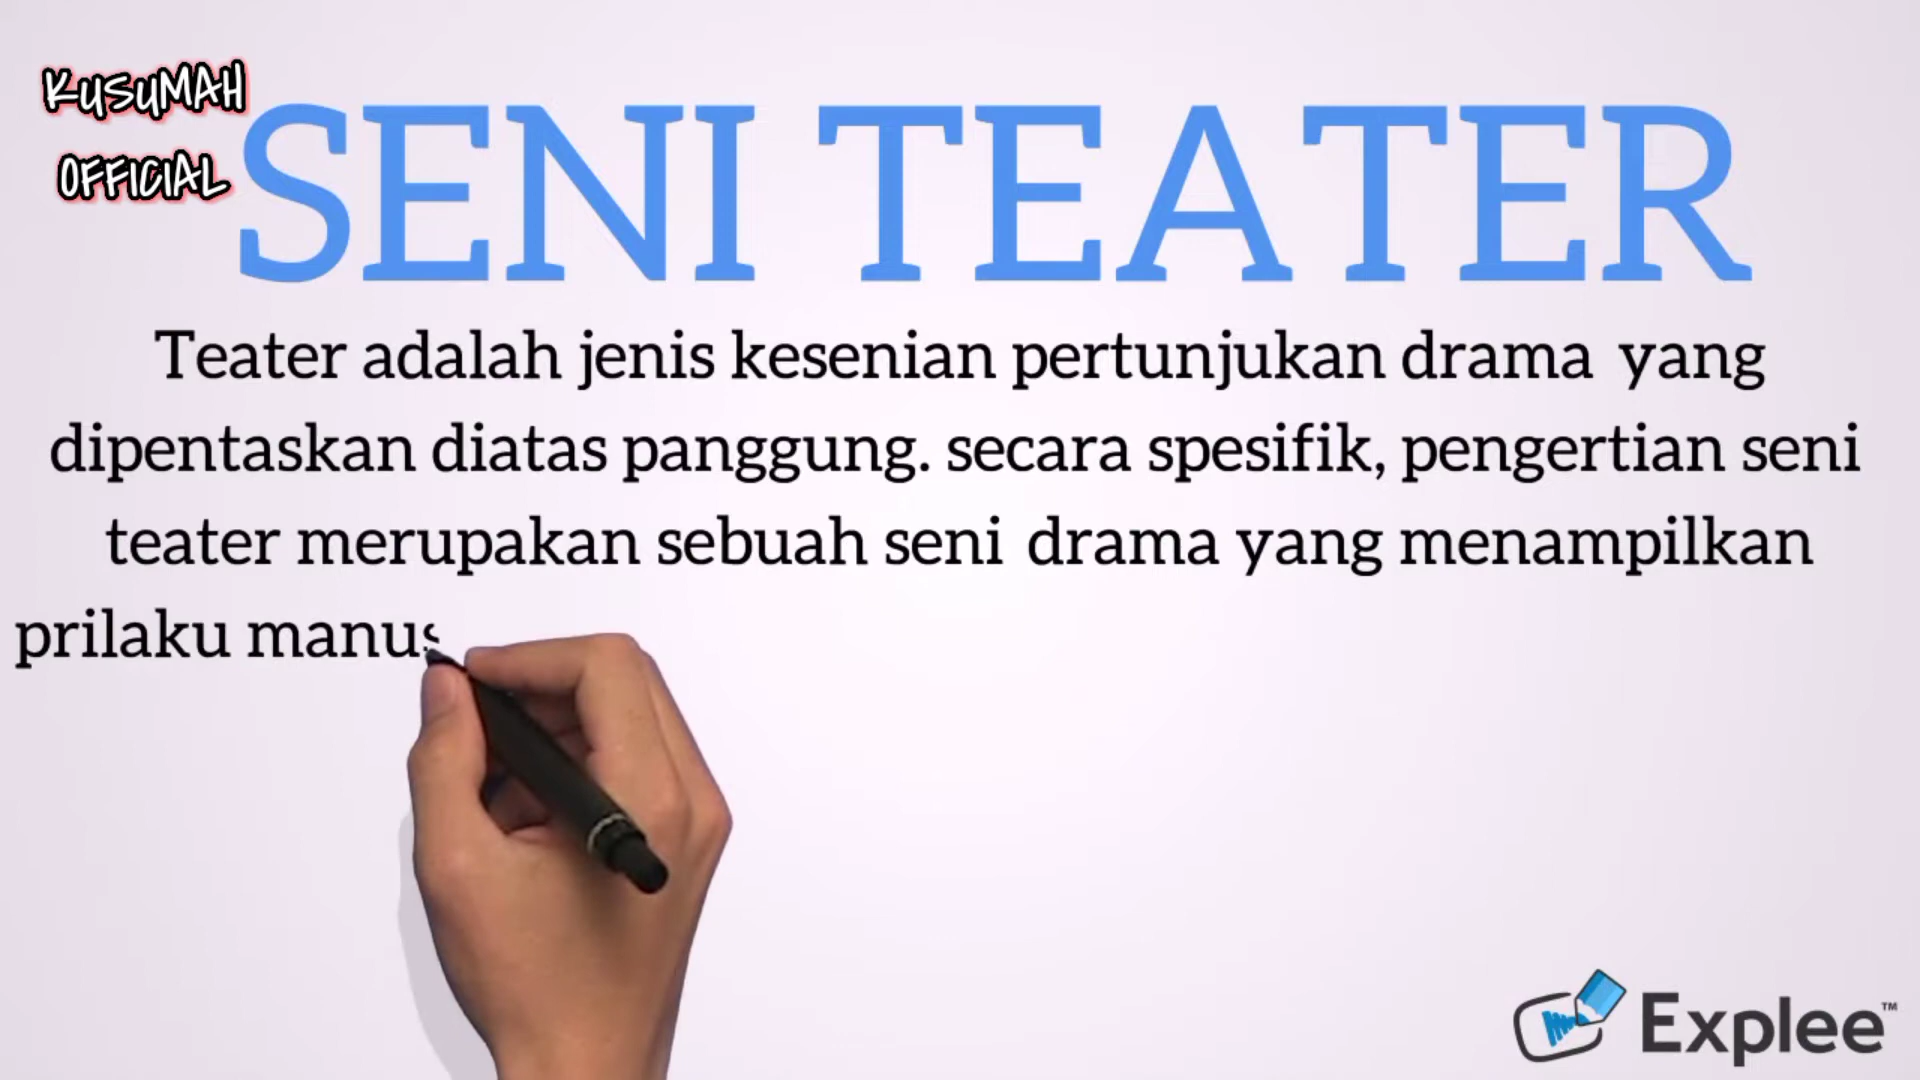 KUSUMAH
OFFICIAL
SENI TEATER
Teater adalah jenis kesenian pertunjukan drama yang
dipentaskan diatas panggung. secara spesifik, pengertian seni
teater merupakan sebuah seni drama yang menampilkan
prilaku manus
Explee™